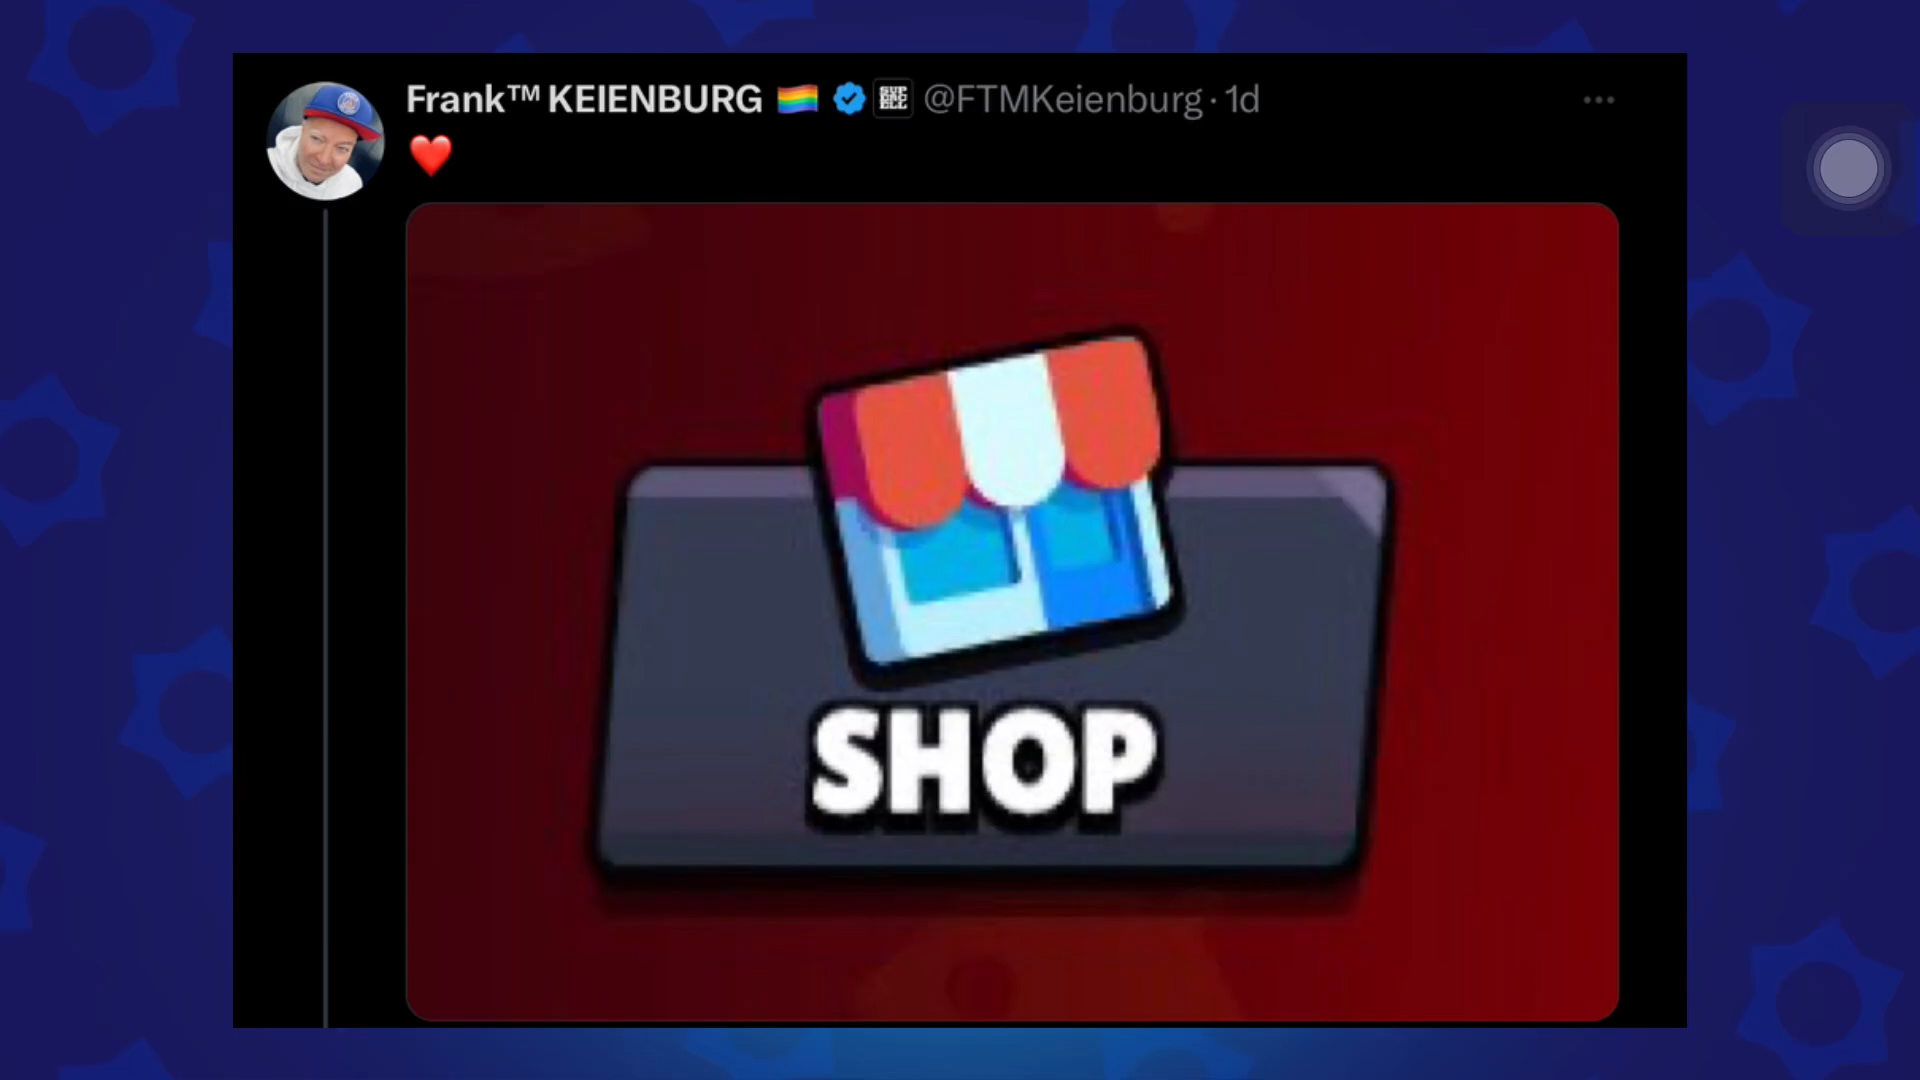 Frank™ KEIENBURG 🏳️‍🌈 @FTMKeienburg · 1d
❤️
SHOP